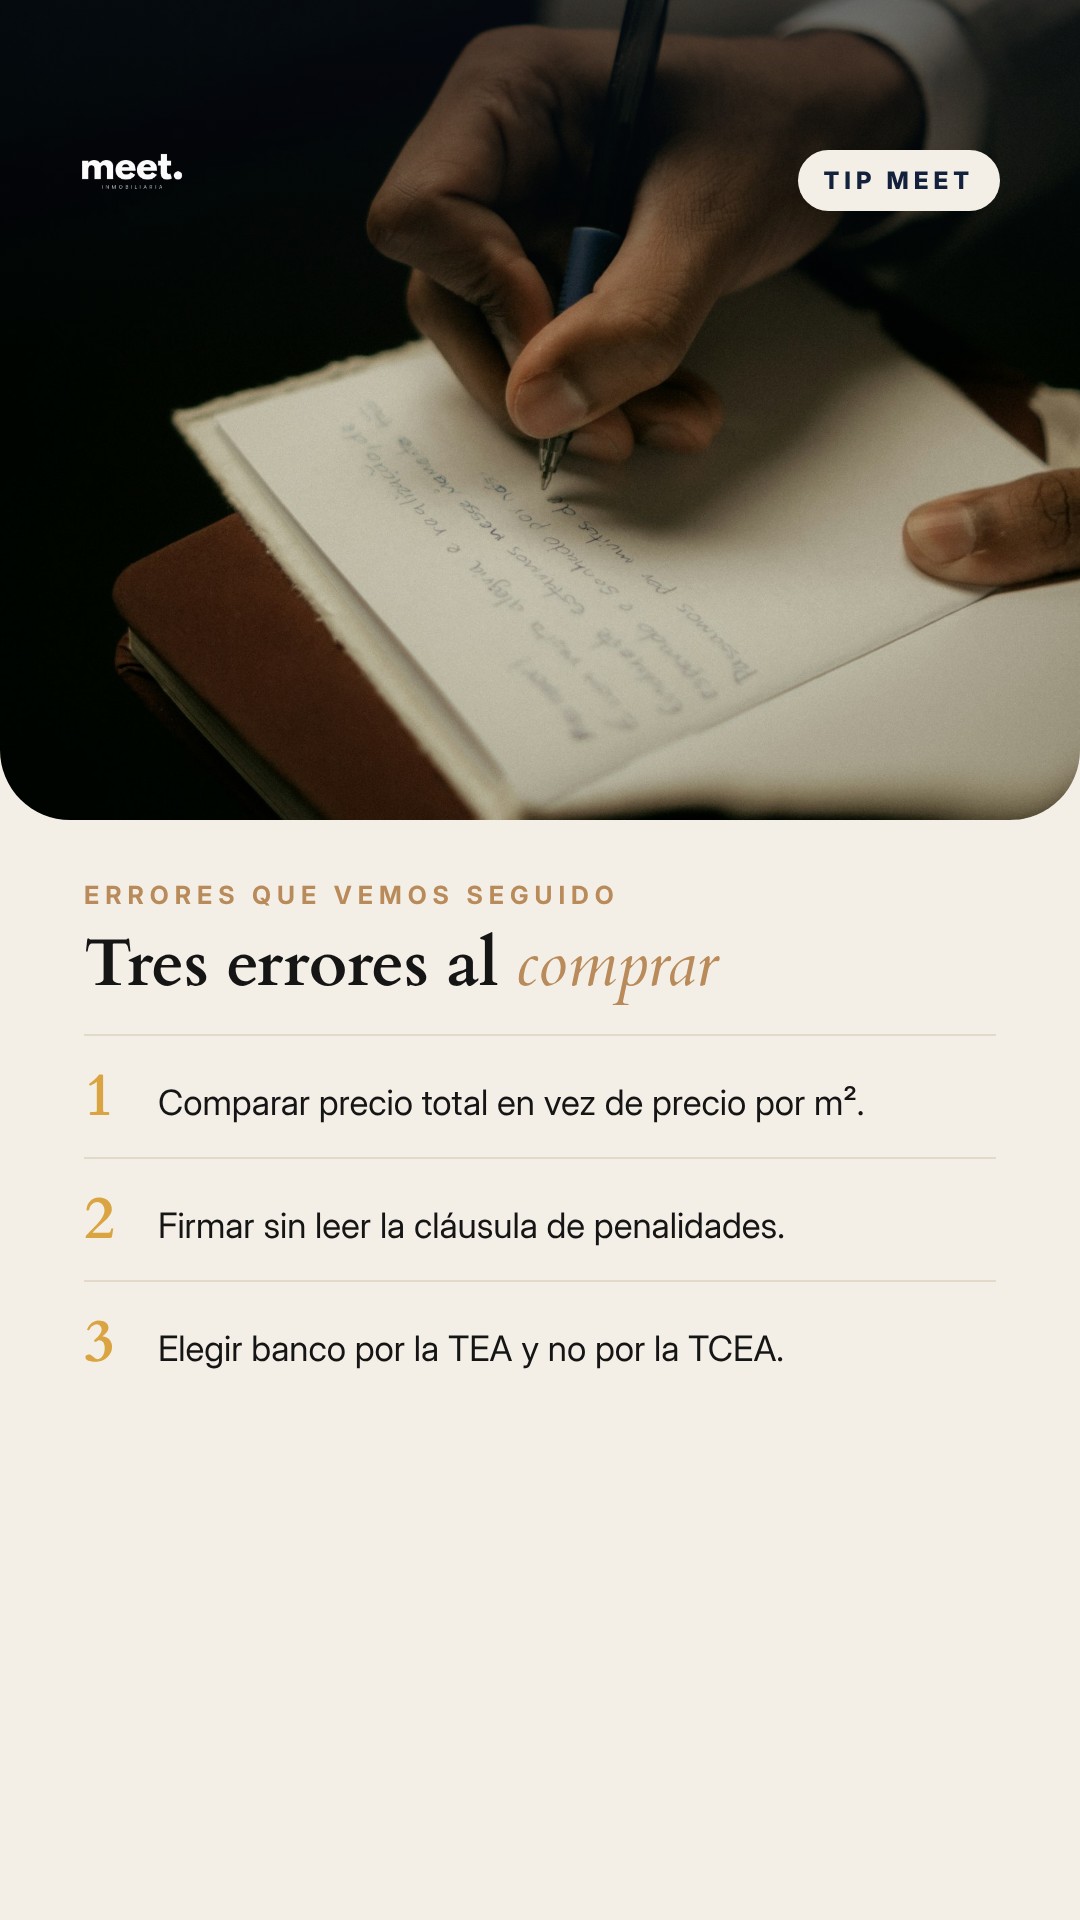 meet.
INMOBILIARIA
TIP MEET
ERRORES QUE VEMOS SEGUIDO
Tres errores al comprar
1 Comparar precio total en vez de precio por m².
2 Firmar sin leer la cláusula de penalidades.
3 Elegir banco por la TEA y no por la TCEA.